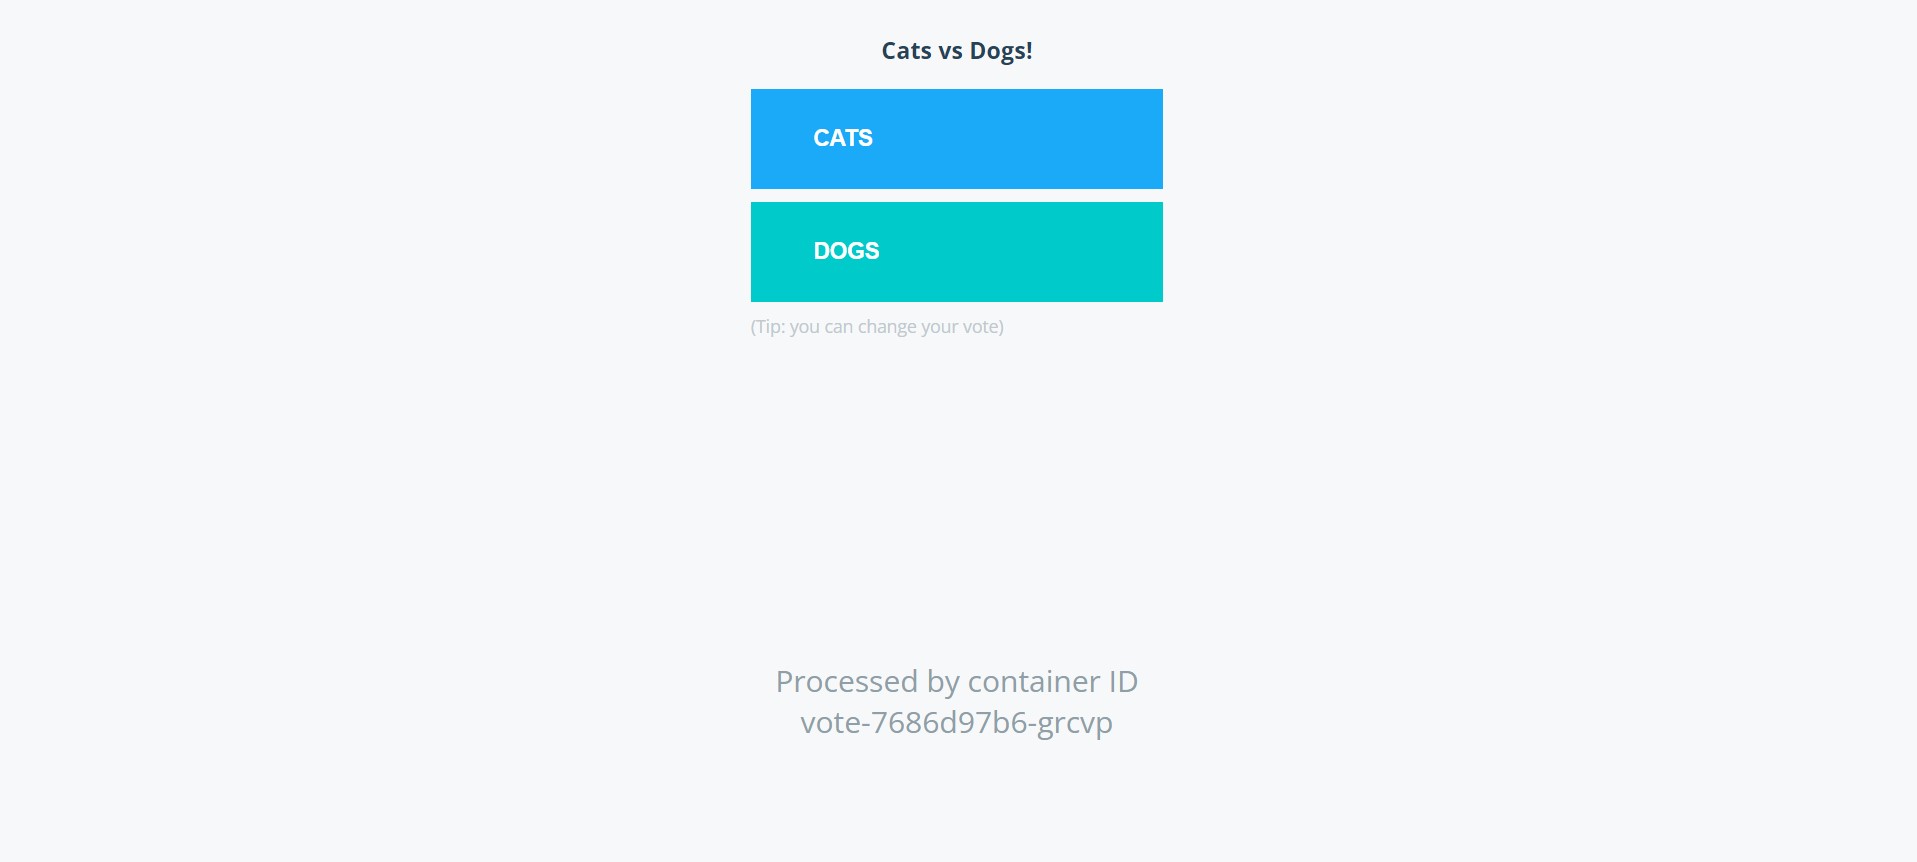 Cats vs Dogs!
CATS
DOGS
(Tip: you can change your vote)
Processed by container ID
vote-7686d97b6-grcvp